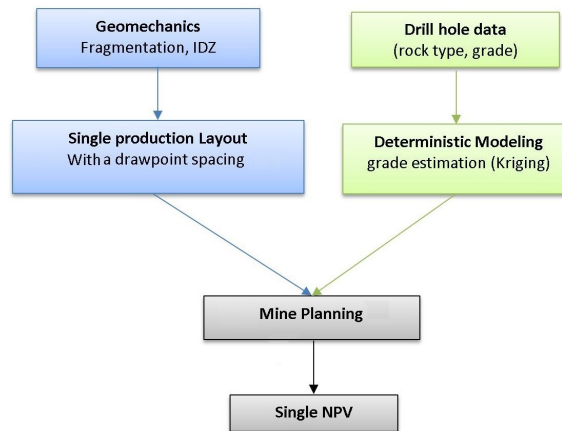 Geomechanics
Fragmentation, IDZ
Drill hole data
(rock type, grade)
Single production Layout
With a drawpoint spacing
Deterministic Modeling
grade estimation (Kriging)
Mine Planning
Single NPV